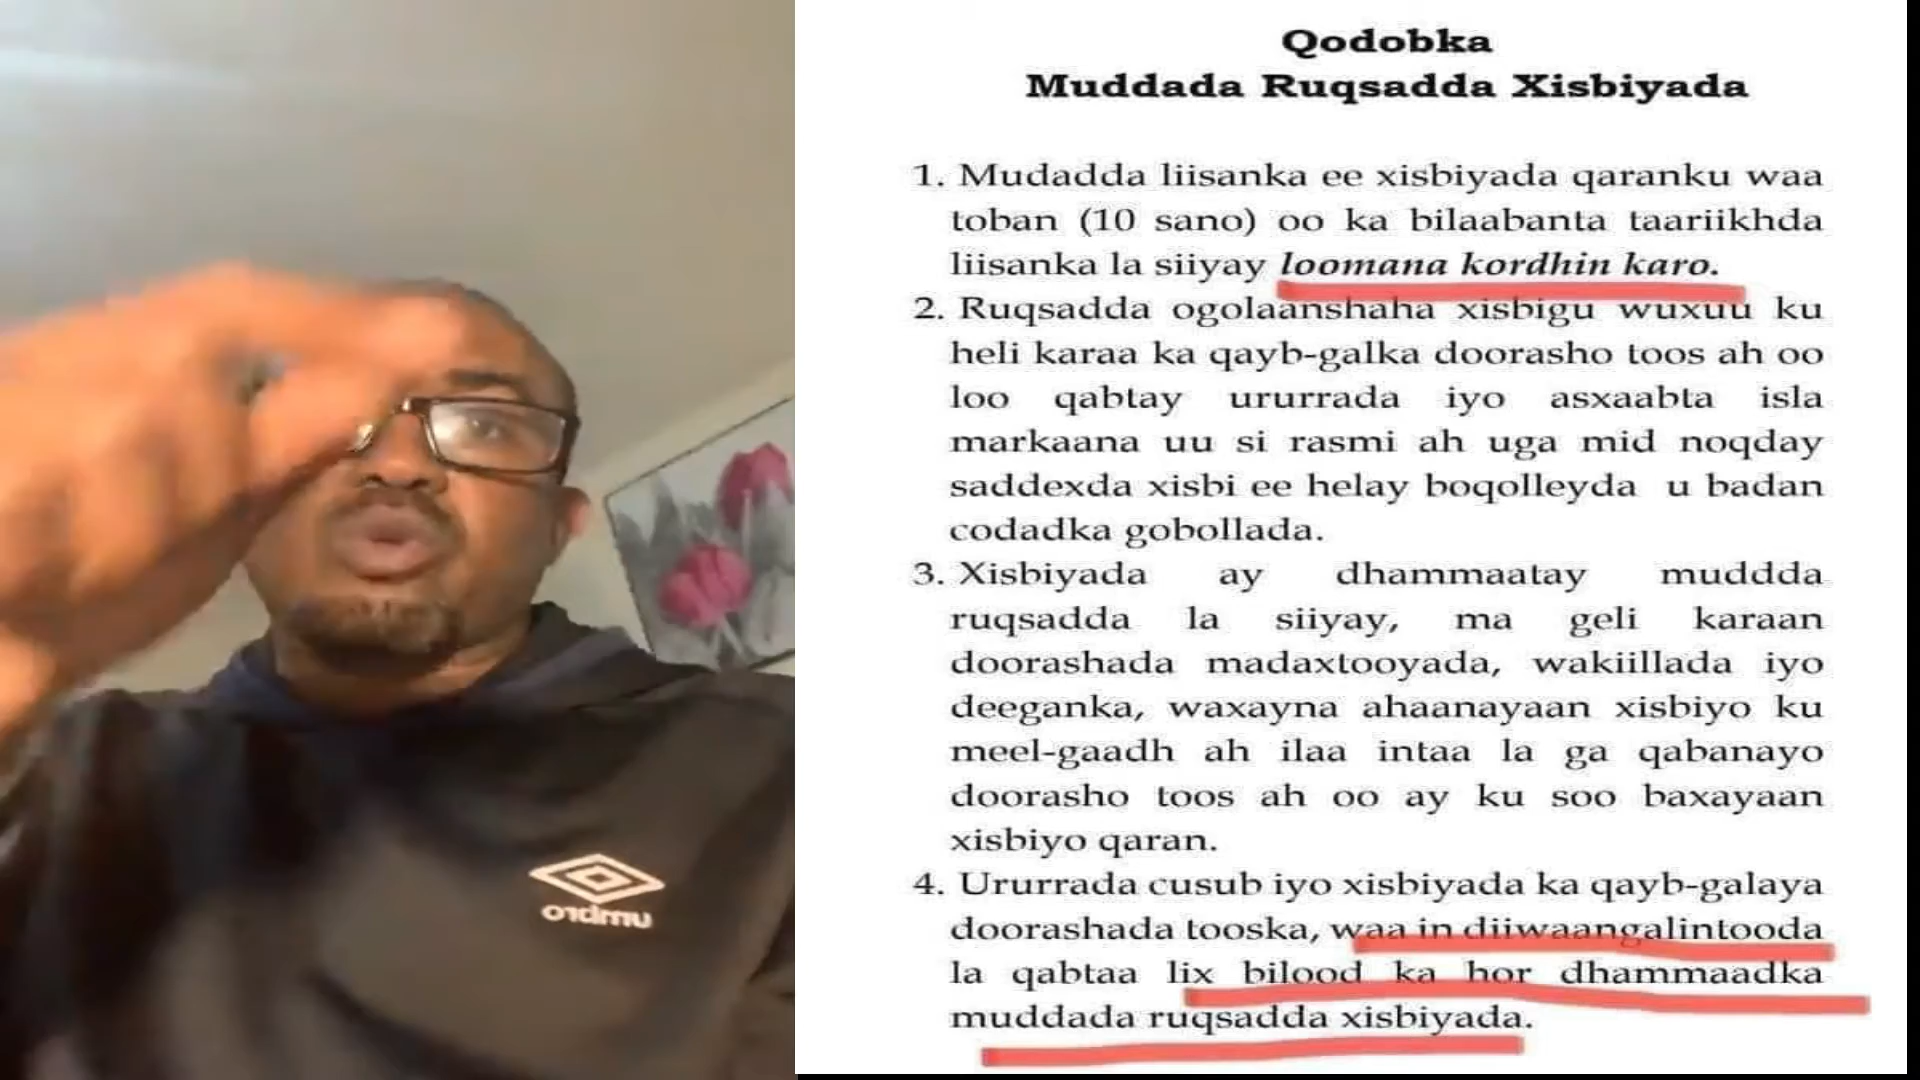 Qodobka
Muddada Ruqsadda Xisbiyada
1. Mudadda liisanka ee xisbiyada qaranku waa
toban (10 sano) oo ka bilaabanta taariikhda
liisanka la siiyay loomana kordhin karo.
2. Ruqsadda ogolaanshaha xisbigu wuxuu ku
heli karaa ka qayb-galka doorasho toos ah oo
loo qabtay ururrada iyo asxaabta isla
markaana uu si rasmi ah uga mid noqday
saddexda xisbi ee helay boqolleyda u badan
codadka gobollada.
3. Xisbiyada ay dhammaatay muddda
ruqsadda la siiyay, ma geli karaan
doorashada madaxtooyada, wakiillada iyo
deeganka, waxayna ahaanayaan xisbiyo ku
meel-gaadh ah ilaa intaa la ga qabanayo
doorasho toos ah oo ay ku soo baxayaan
xisbiyo qaran.
4. Ururrada cusub iyo xisbiyada ka qayb-galaya
doorashada tooska, waa in diiwaangalintooda
la qabtaa lix bilood ka hor dhammaadka
muddada ruqsadda xisbiyada.
umbro